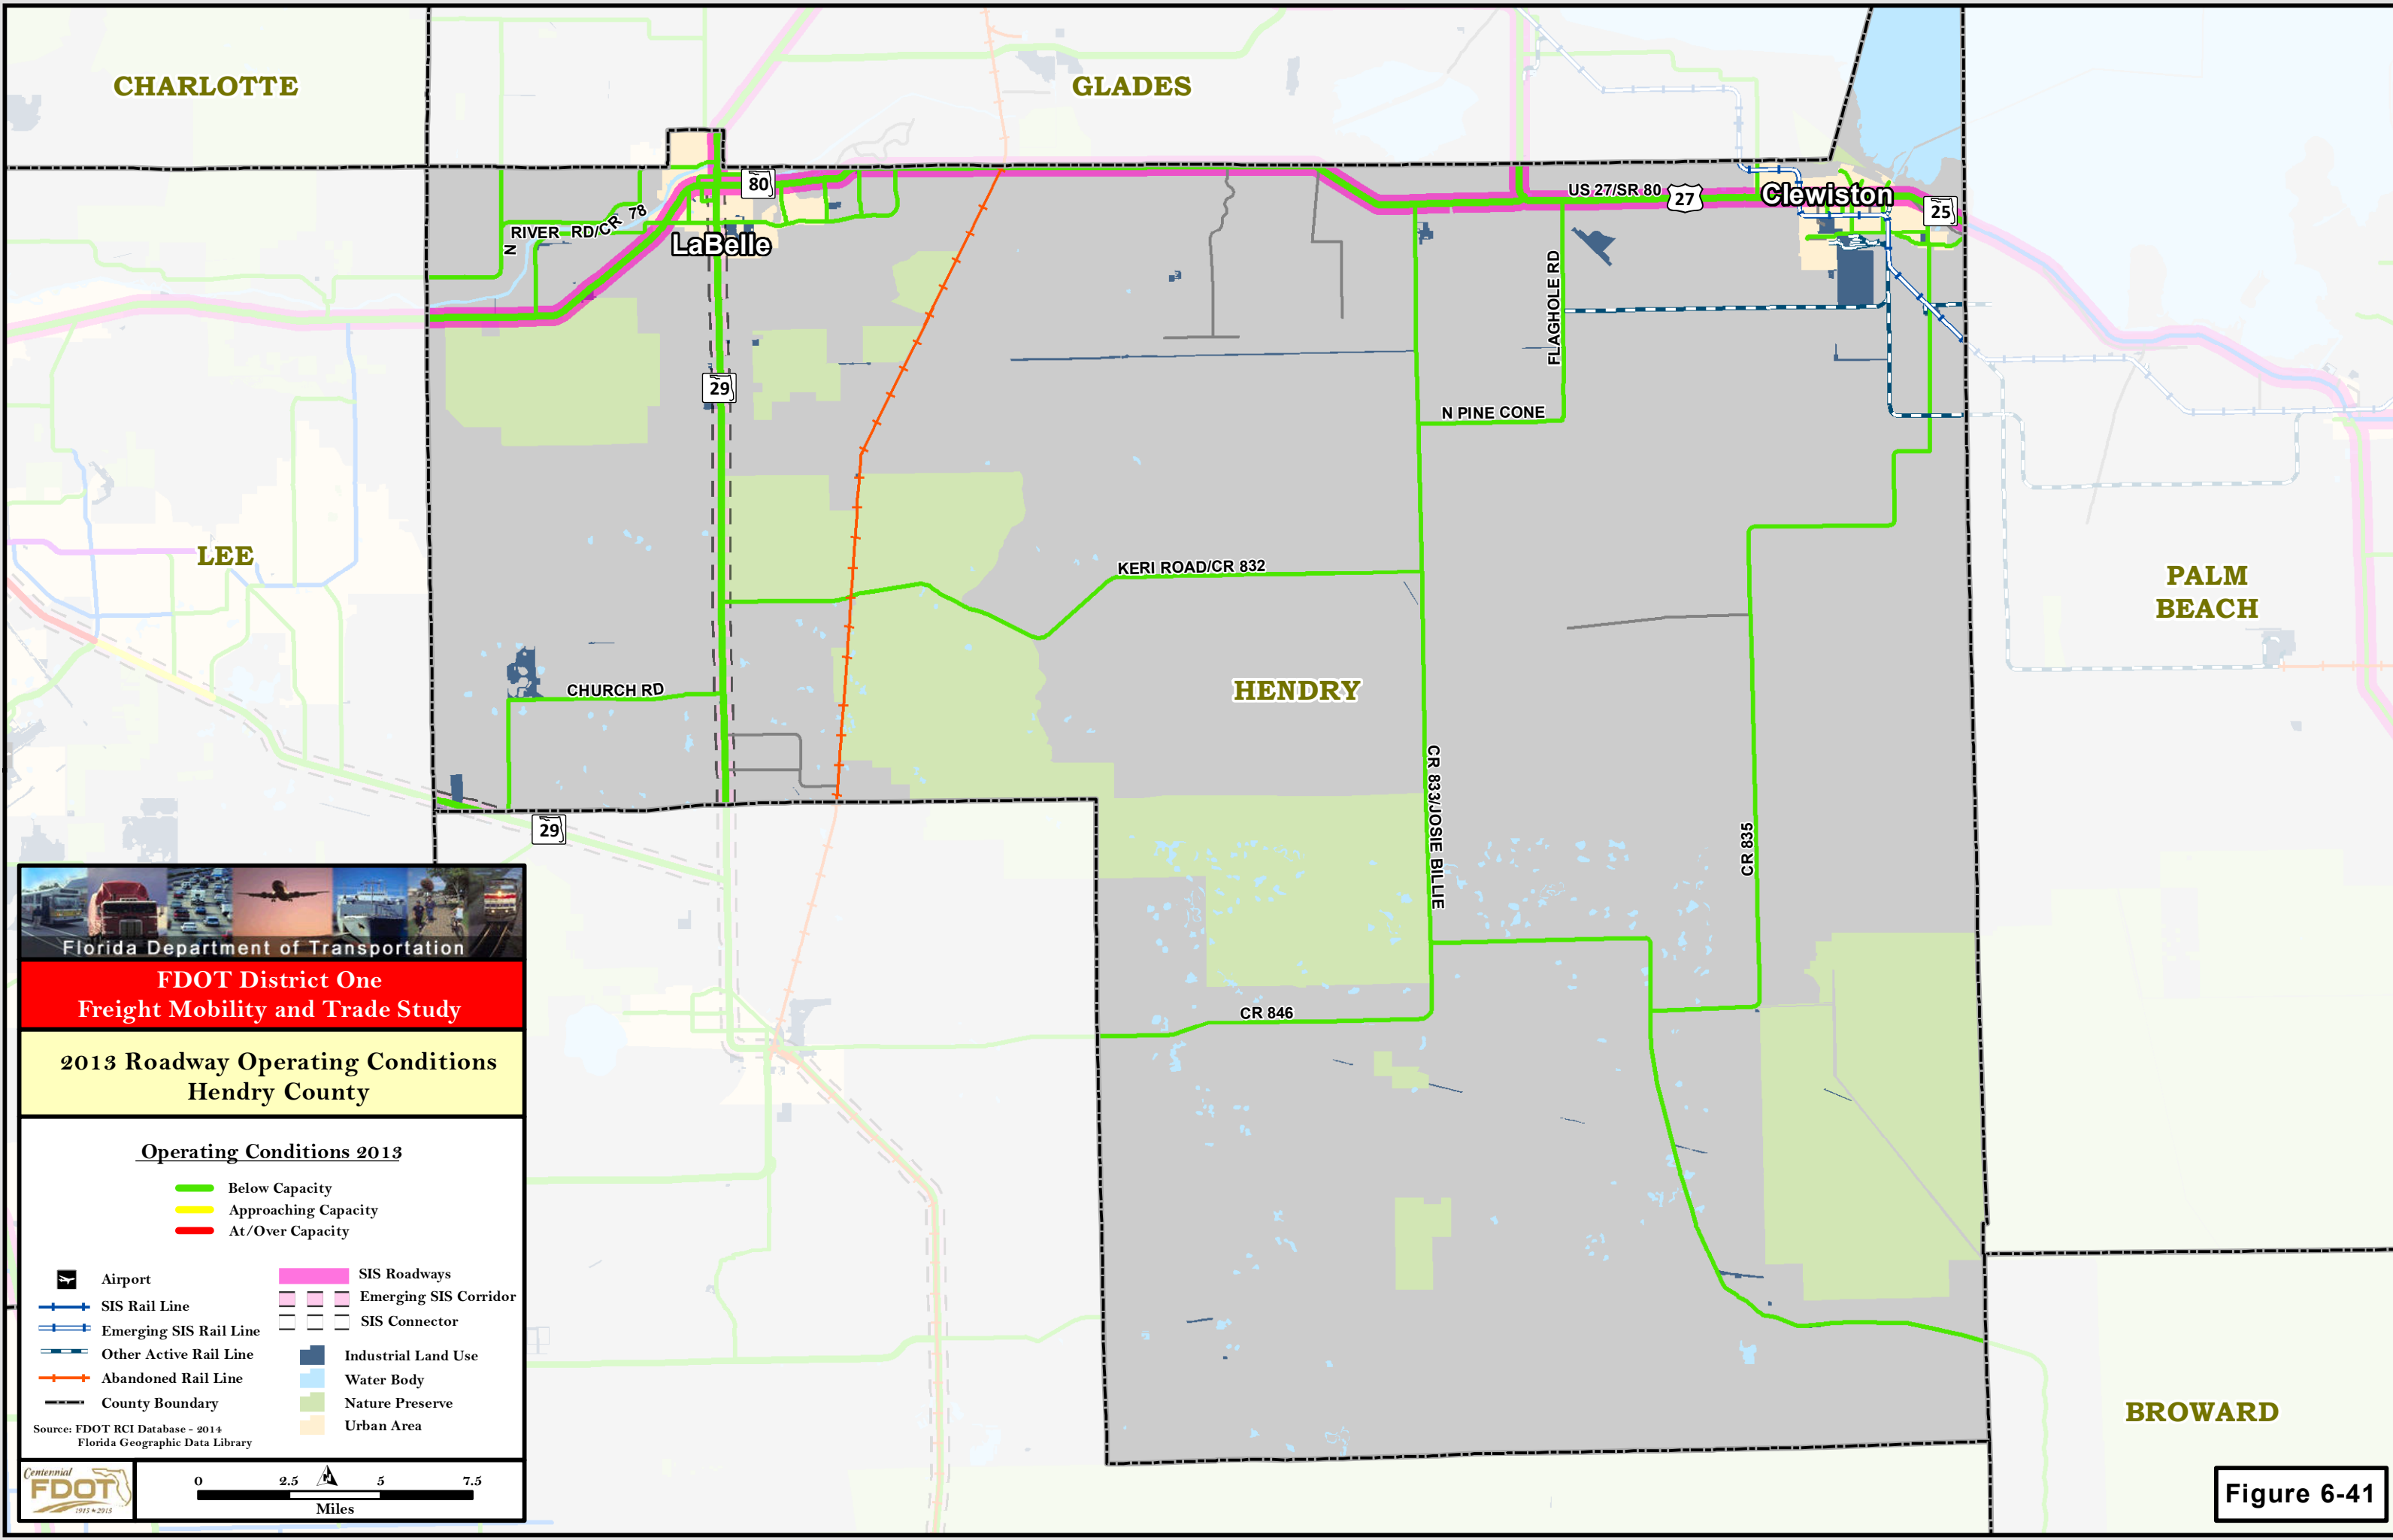 CHARLOTTE
GLADES
80
US 27/SR 80
27
Clewiston
25
RIVER RD/CR 78
N
LaBelle
FLAGHOLE RD
29
N PINE CONE
LEE
KERI ROAD/CR 832
PALM
BEACH
CHURCH RD
HENDRY
CR 833/JOSIE BILLIE
CR 835
29
CR 846
BROWARD
Florida Department of Transportation
FDOT District One
Freight Mobility and Trade Study
2013 Roadway Operating Conditions
Hendry County
Operating Conditions 2013
Below Capacity
Approaching Capacity
At/Over Capacity
Airport
SIS Rail Line
Emerging SIS Rail Line
Other Active Rail Line
Abandoned Rail Line
County Boundary
SIS Roadways
Emerging SIS Corridor
SIS Connector
Industrial Land Use
Water Body
Nature Preserve
Urban Area
Source: FDOT RCI Database - 2014
Florida Geographic Data Library
Centennial
FDOT
1915★2015
0 2.5 5 7.5
Miles
Figure 6-41